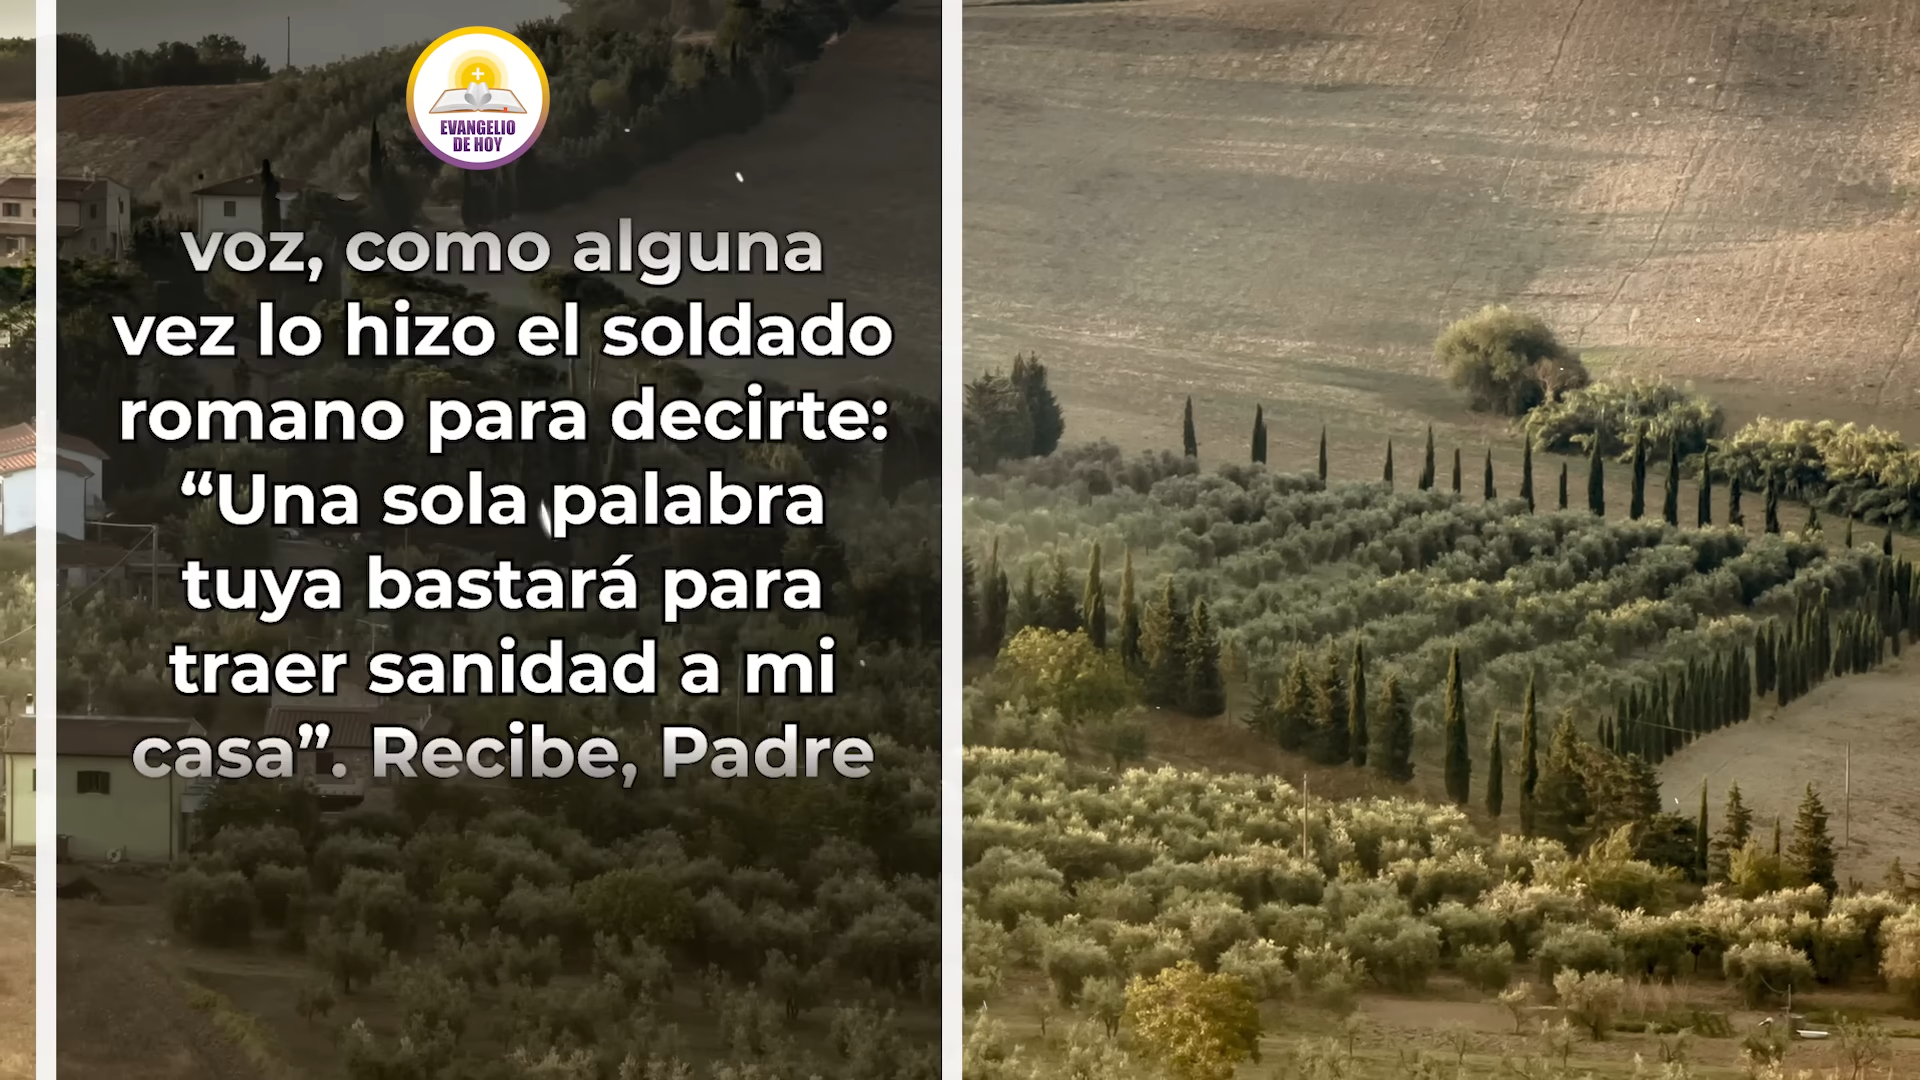 EVANGELIO
DE HOY
voz, como alguna
vez lo hizo el soldado
romano para decirte:
“Una sola palabra
tuya bastará para
traer sanidad a mi
casa”. Recibe, Padre